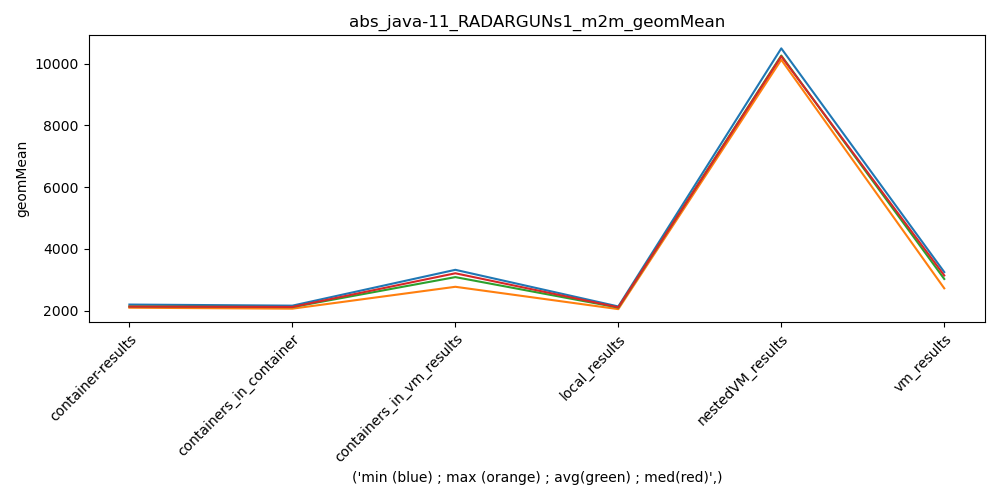 abs_java-11_RADARGUNs1_m2m_geomMean
geomMean
10000
8000
6000
4000
2000
container-results
containers_in_container
containers_in_vm_results
local_results
nestedVM_results
vm_results
('min (blue) ; max (orange) ; avg(green) ; med(red)',)